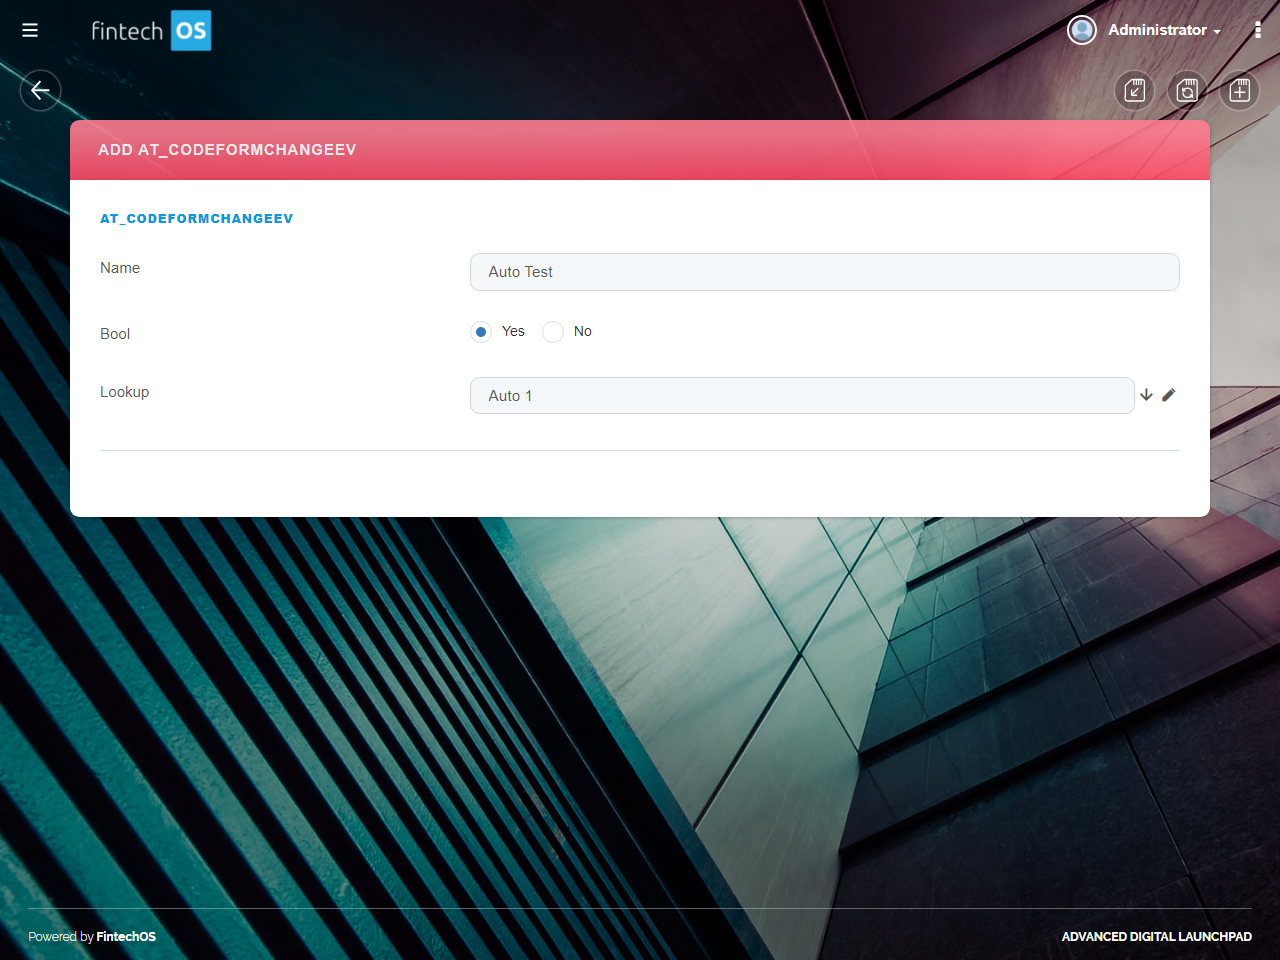 fintech OS
Administrator
ADD AT_CODEFORMCHANGEEV
AT_CODEFORMCHANGEEV
Name
Auto Test
Bool
Yes
No
Lookup
Auto 1
Powered by FintechOS
ADVANCED DIGITAL LAUNCHPAD